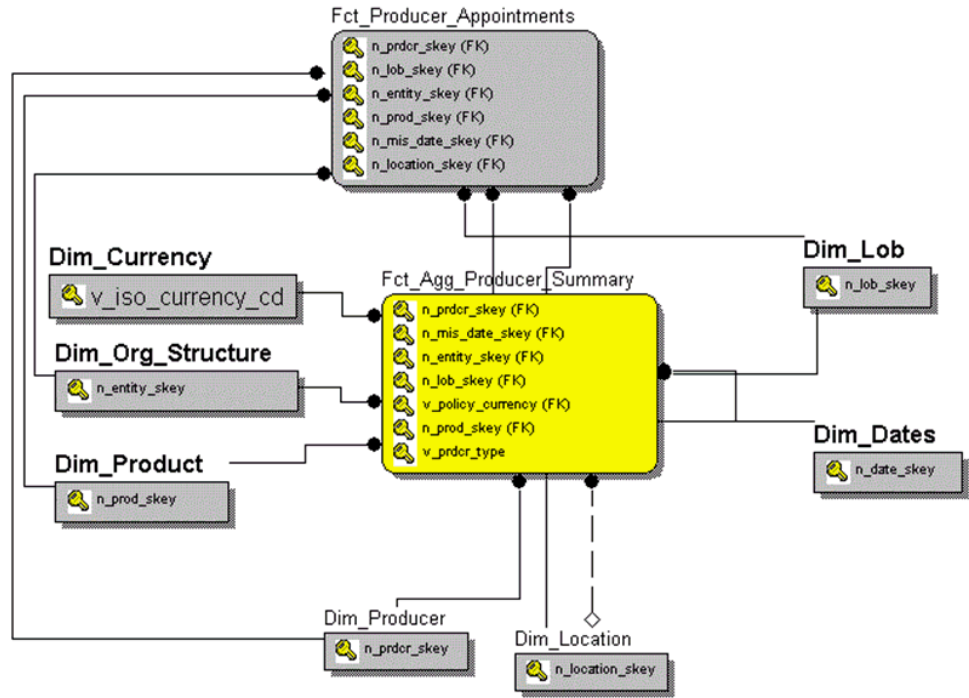 Fct_Producer_Appointments
n_prdcr_skey (FK)
n_lob_skey (FK)
n_entity_skey (FK)
n_prod_skey (FK)
n_mis_date_skey (FK)
n_location_skey (FK)
Dim_Currency
v_iso_currency_cd
Dim_Org_Structure
n_entity_skey
Dim_Product
n_prod_skey
Fct_Agg_Producer_Summary
n_prdcr_skey (FK)
n_mis_date_skey (FK)
n_entity_skey (FK)
n_lob_skey (FK)
v_policy_currency (FK)
n_prod_skey (FK)
v_prdcr_type
Dim_Lob
n_lob_skey
Dim_Dates
n_date_skey
Dim_Producer
n_prdcr_skey
Dim_Location
n_location_skey